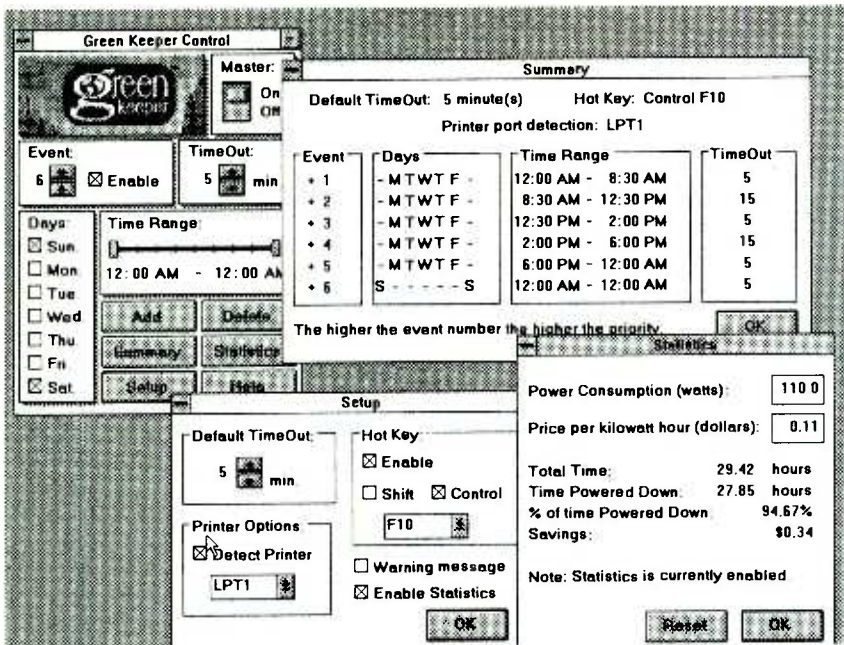 Green Keeper Control
green
keeper
Master:
On
Off
Event:
6
Enable
TimeOut:
5 min
Days:
Sun
Mon
Tue
Wed
Thu
Fri
Sat
Time Range:
12:00 AM - 12:00 AM
Add Delete
Summary Statistics
Setup Help
Summary
Default TimeOut: 5 minute(s) Hot Key: Control F10
Printer port detection: LPT1
Event Days Time Range TimeOut
+ 1 - M T W T F - 12:00 AM - 8:30 AM 5
+ 2 - M T W T F - 8:30 AM - 12:30 PM 15
+ 3 - M T W T F - 12:30 PM - 2:00 PM 5
+ 4 - M T W T F - 2:00 PM - 6:00 PM 15
+ 5 - M T W T F - 6:00 PM - 12:00 AM 5
+ 6 S - - - - - S 12:00 AM - 12:00 AM 5
The higher the event number the higher the priority.
OK
Setup
Default TimeOut:
5 min
Printer Options
Detect Printer
LPT1
Hot Key
Enable
Shift Control
F10
Warning message
Enable Statistics
OK
Statistics
Power Consumption (watts): 110.0
Price per kilowatt hour (dollars): 0.11
Total Time: 29.42 hours
Time Powered Down: 27.85 hours
% of time Powered Down 94.67%
Savings: $0.34
Note: Statistics is currently enabled
Reset OK